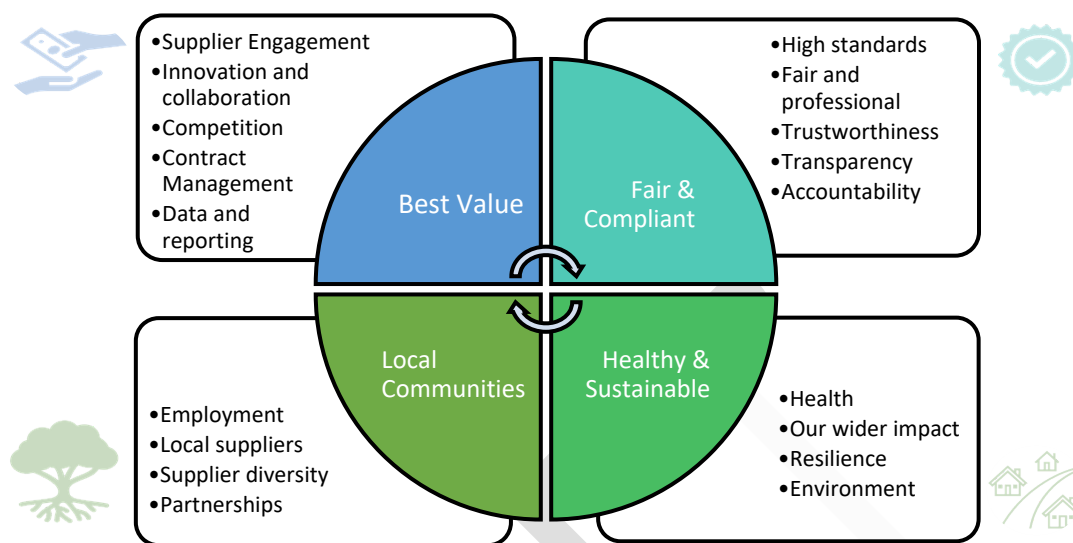 •Supplier Engagement
•Innovation and
collaboration
•Competition
•Contract
Management
•Data and
reporting
Best Value
•High standards
•Fair and
professional
•Trustworthiness
•Transparency
•Accountability
Fair &
Compliant
•Employment
•Local suppliers
•Supplier diversity
•Partnerships
Local
Communities
•Health
•Our wider impact
•Resilience
•Environment
Healthy &
Sustainable